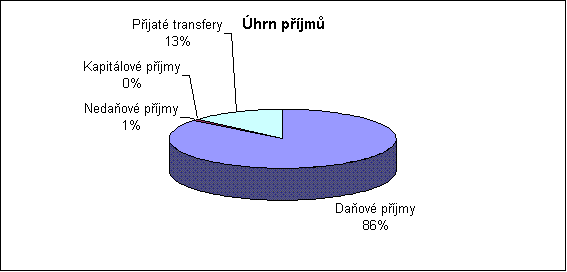 Úhrn příjmů
Přijaté transfery
13%
Kapitálové příjmy
0%
Nedaňové příjmy
1%
Daňové příjmy
86%